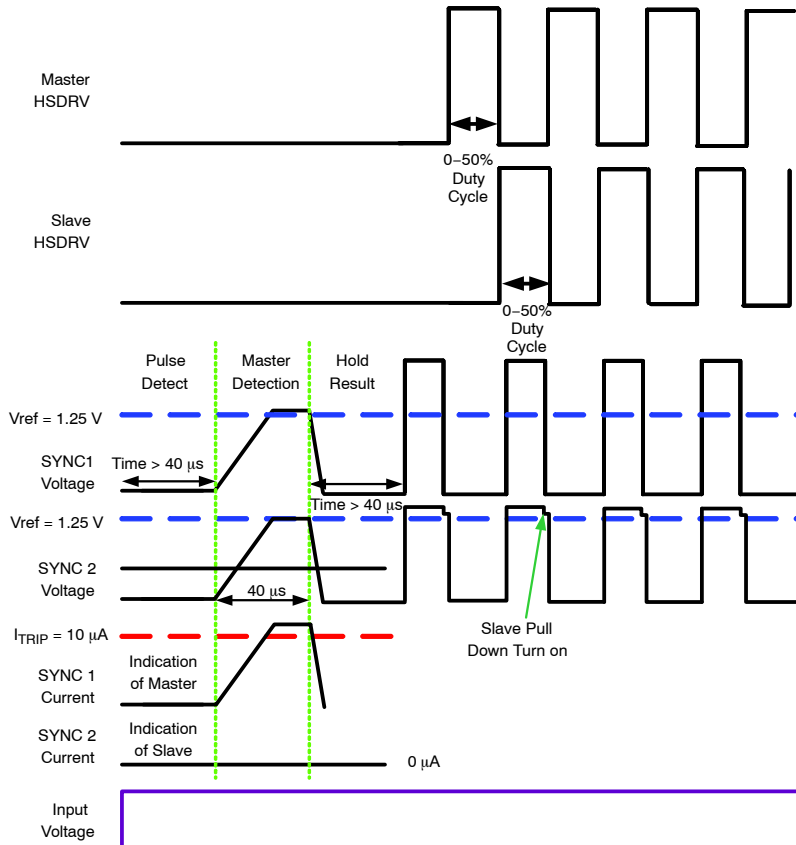 Master
HSDRV
0–50%
Duty
Cycle
Slave
HSDRV
0–50%
Duty
Cycle
Pulse
Detect
Master
Detection
Hold
Result
Vref = 1.25 V
SYNC1
Voltage
Time > 40 μs
Time > 40 μs
Vref = 1.25 V
SYNC 2
Voltage
40 μs
Slave Pull
Down Turn on
ITRIP = 10 μA
SYNC 1
Current
Indication
of Master
SYNC 2
Current
Indication
of Slave
0 μA
Input
Voltage